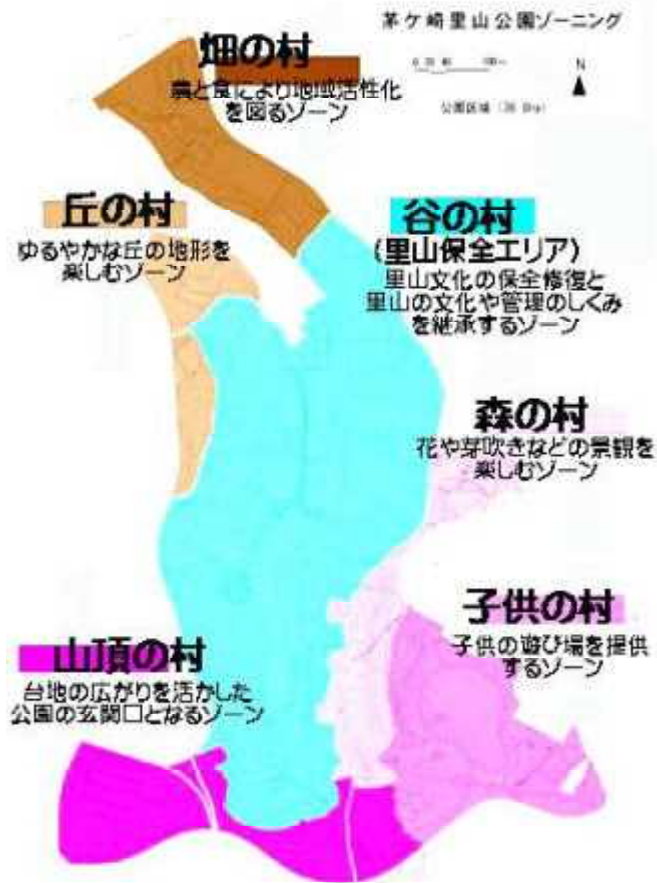 茅ケ崎里山公園ゾーニング
N
公園区域
畑の村
農と食により地域活性化
を図るゾーン
丘の村
ゆるやかな丘の地形を
楽しむゾーン
谷の村
(里山保全エリア)
里山文化の保全修復と
里山の文化や管理のしくみ
を継承するゾーン
森の村
花や芽吹きなどの景観を
楽しむゾーン
子供の村
子供の遊び場を提供
するゾーン
山頂の村
台地の広がりを活かした
公園の玄関口となるゾーン